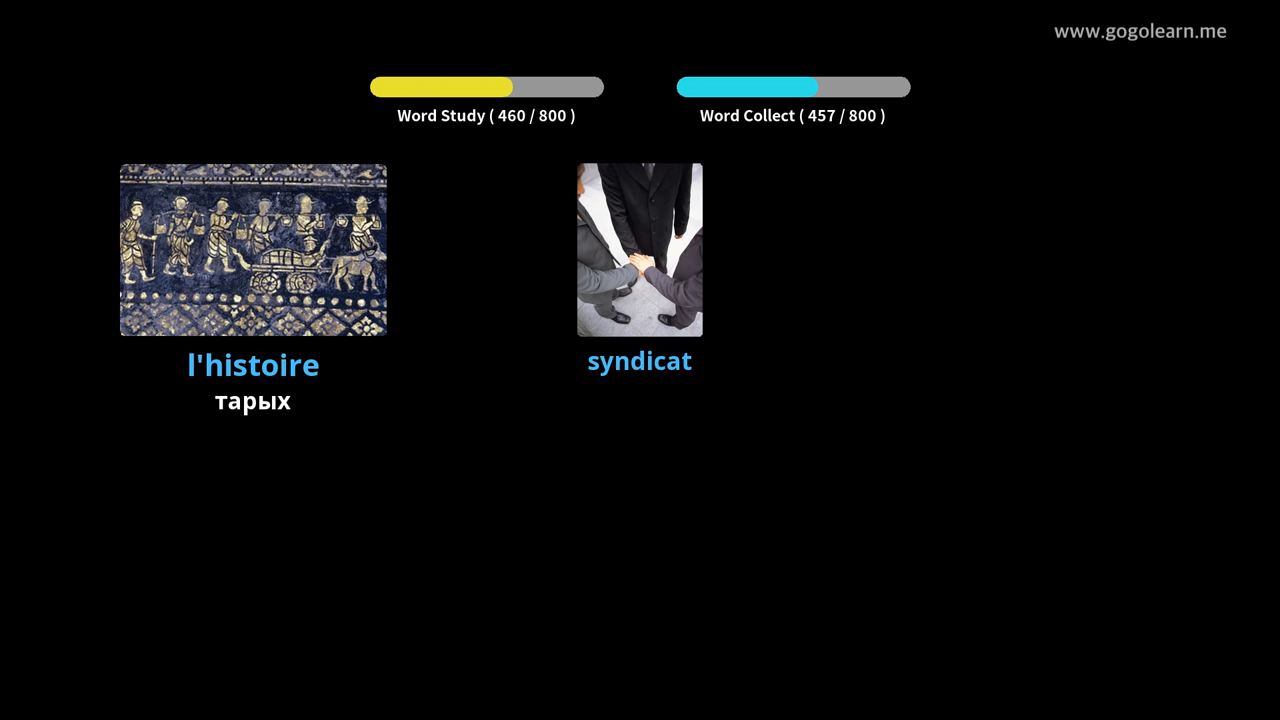 www.gogolearn.me
Word Study ( 460 / 800 )
Word Collect ( 457 / 800 )
l'histoire
тарых
syndicat